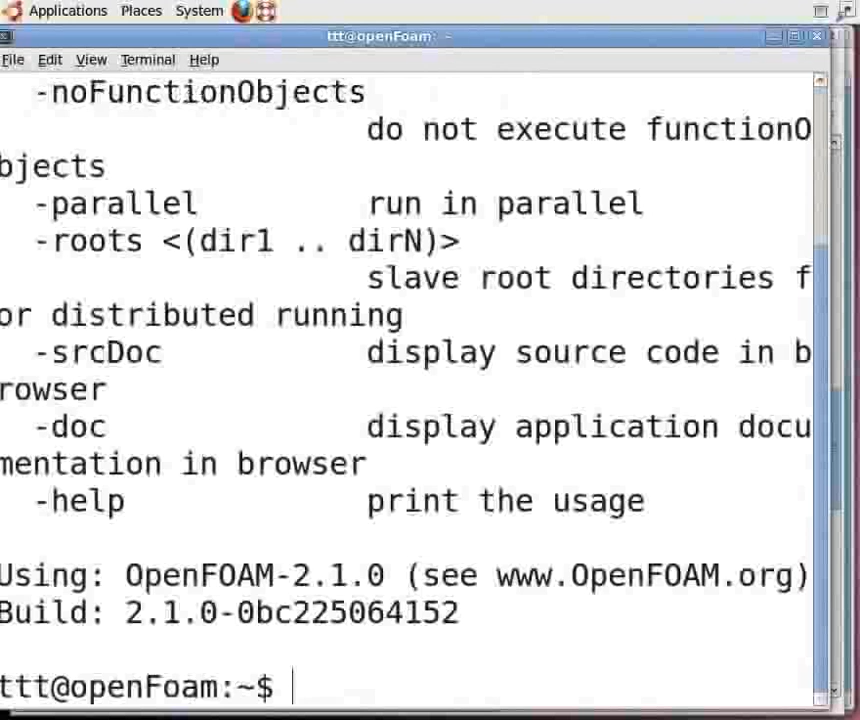 Applications Places System
ttt@openFoam: ~
File Edit View Terminal Help
-noFunctionObjects
do not execute functionO
bjects
-parallel run in parallel
-roots <(dir1 .. dirN)>
slave root directories f
or distributed running
-srcDoc display source code in b
rowser
-doc display application docu
mentation in browser
-help print the usage
Using: OpenFOAM-2.1.0 (see www.OpenFOAM.org)
Build: 2.1.0-0bc225064152
ttt@openFoam:~$